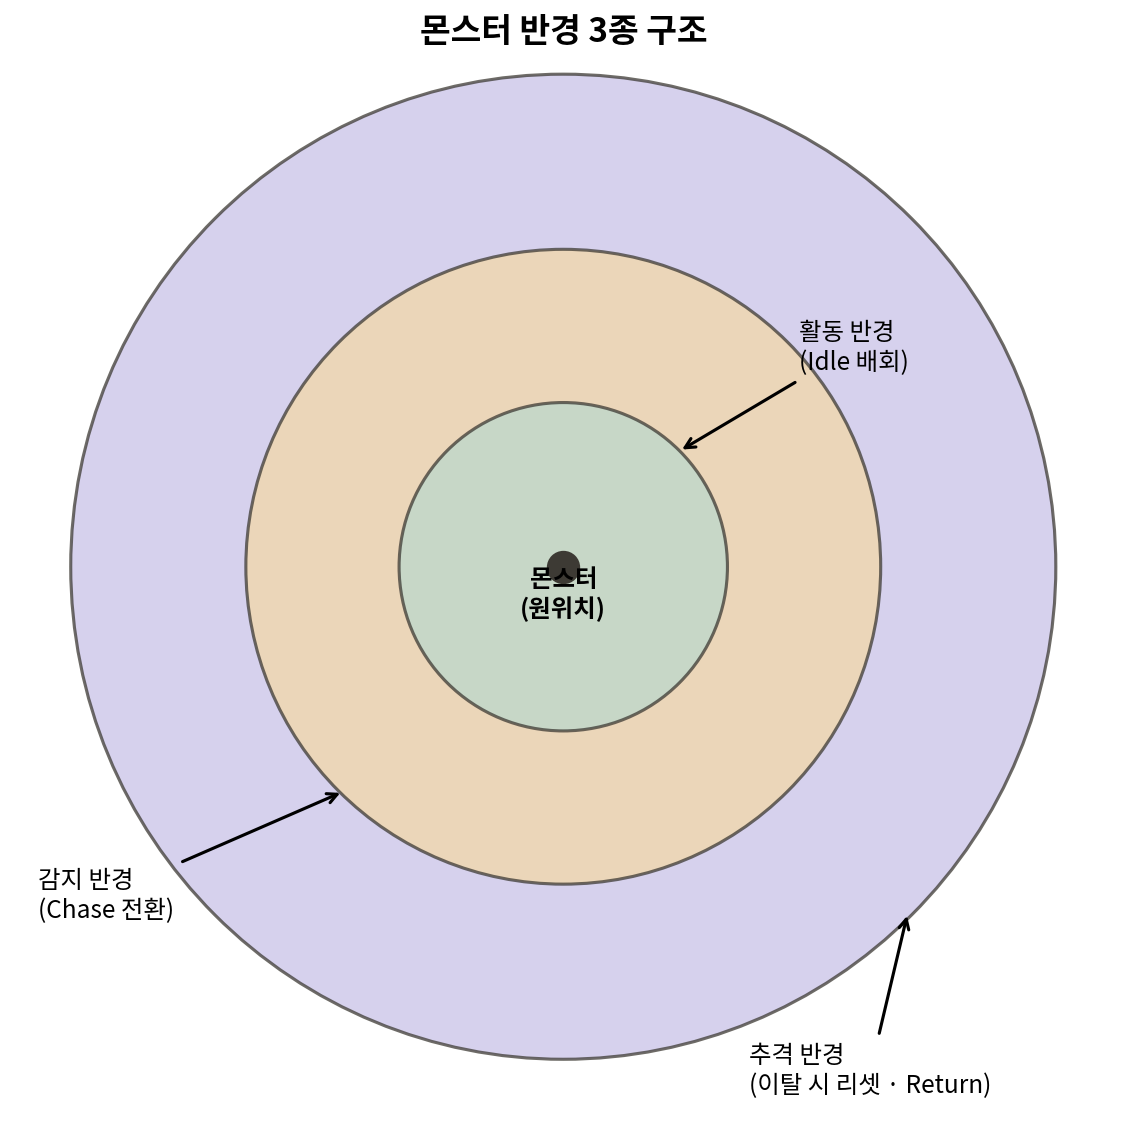 몬스터 반경 3종 구조
활동 반경
(Idle 배회)
몬스터
(원위치)
감지 반경
(Chase 전환)
추격 반경
(이탈 시 리셋 · Return)